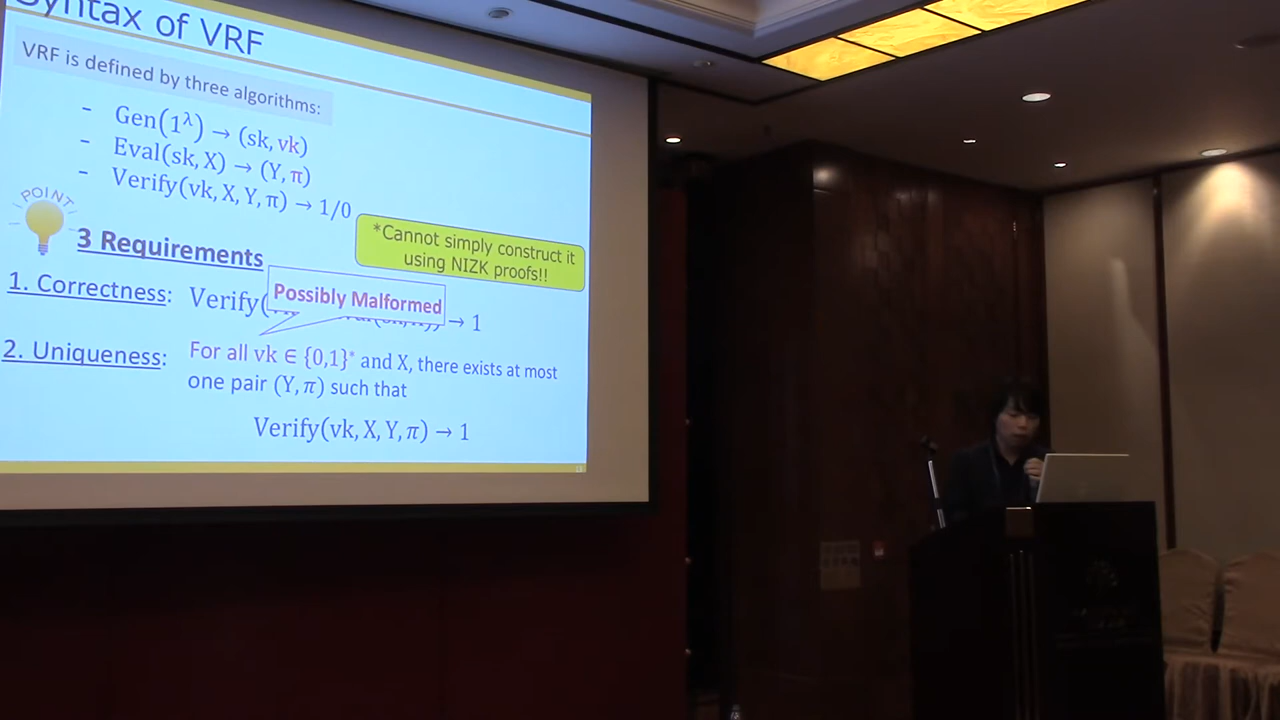 Syntax of VRF
VRF is defined by three algorithms:
- Gen(1^λ) → (sk, vk)
- Eval(sk, X) → (Y, π)
- Verify(vk, X, Y, π) → 1/0
POINT
*Cannot simply construct it
using NIZK proofs!!
3 Requirements
Possibly Malformed
1. Correctness: Verify( → 1
2. Uniqueness: For all vk ∈ {0,1}* and X, there exists at most
one pair (Y, π) such that
Verify(vk, X, Y, π) → 1